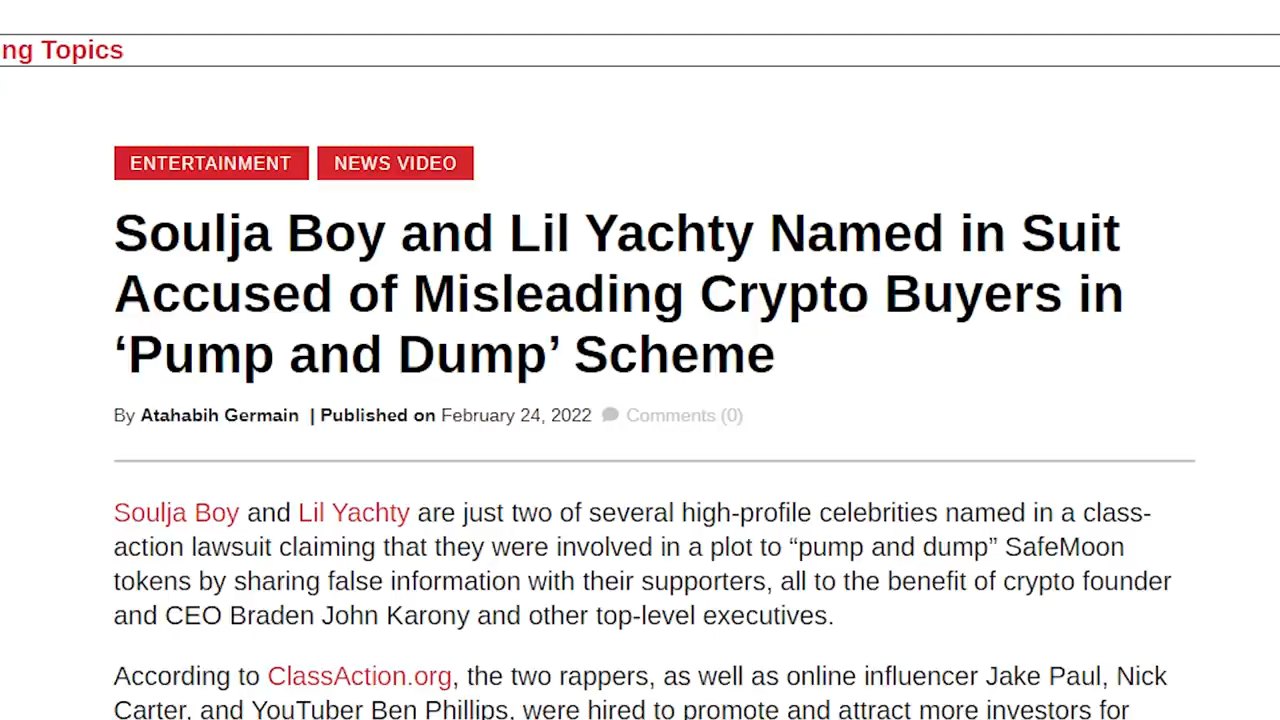 ng Topics
ENTERTAINMENT NEWS VIDEO
Soulja Boy and Lil Yachty Named in Suit
Accused of Misleading Crypto Buyers in
‘Pump and Dump’ Scheme
By Atahabih Germain | Published on February 24, 2022 Comments (0)
Soulja Boy and Lil Yachty are just two of several high-profile celebrities named in a class-
action lawsuit claiming that they were involved in a plot to “pump and dump” SafeMoon
tokens by sharing false information with their supporters, all to the benefit of crypto founder
and CEO Braden John Karony and other top-level executives.
According to ClassAction.org, the two rappers, as well as online influencer Jake Paul, Nick
Carter, and YouTuber Ben Phillips, were hired to promote and attract more investors for